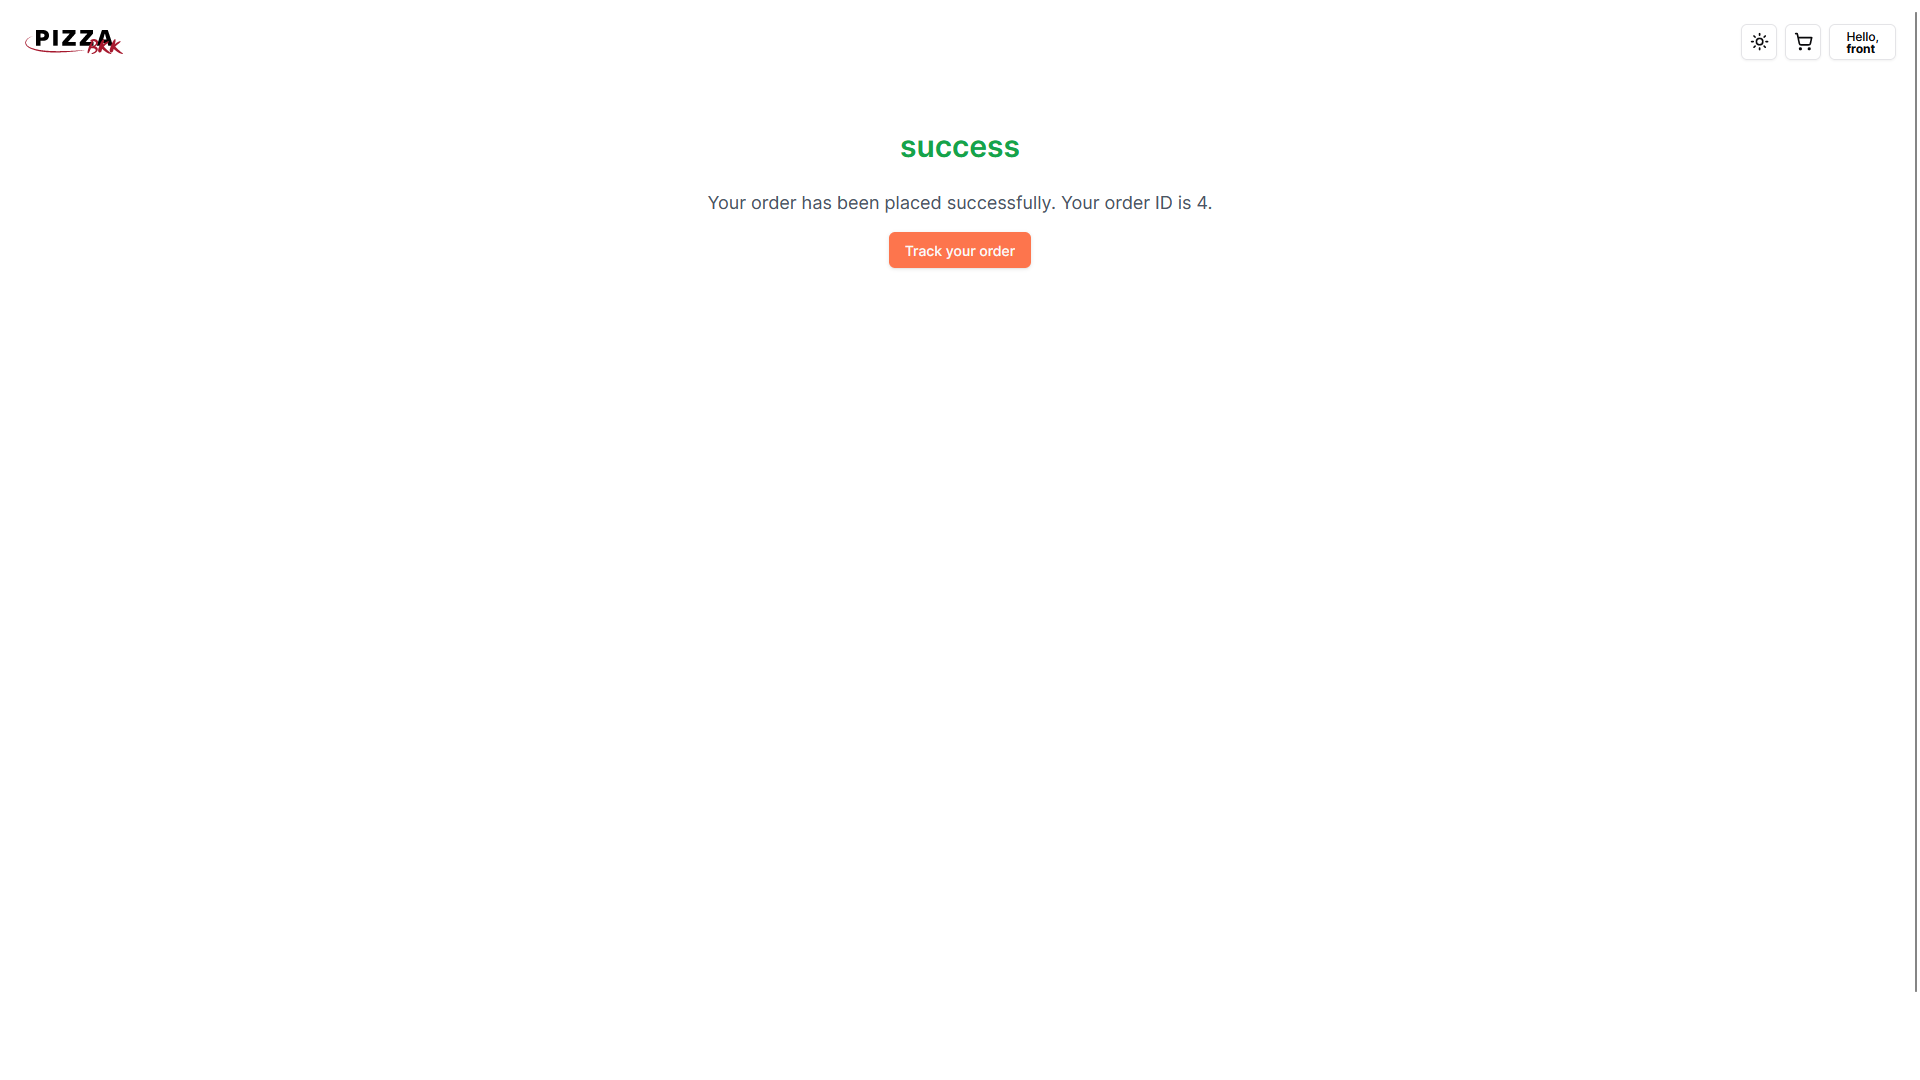 PIZZA
BKK
Hello,
front
success
Your order has been placed successfully. Your order ID is 4.
Track your order